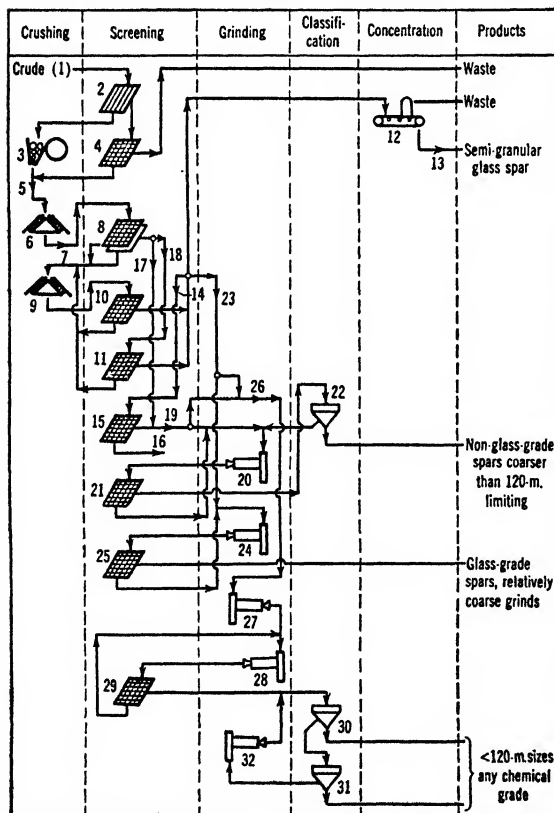 Crushing Screening Grinding Classifi-
cation Concentration Products
Crude (1) Waste
2
Waste
3 4 12
13 Semi-granular
glass spar
5
6 8 18
7 17
9 10 14 23
11
26 22
15 19
16
Non-glass-grade
spars coarser
than 120-m.
limiting
20
21
24
25 Glass-grade
spars, relatively
coarse grinds
27
28
29
30
32 31
<120-m.sizes
any chemical
grade